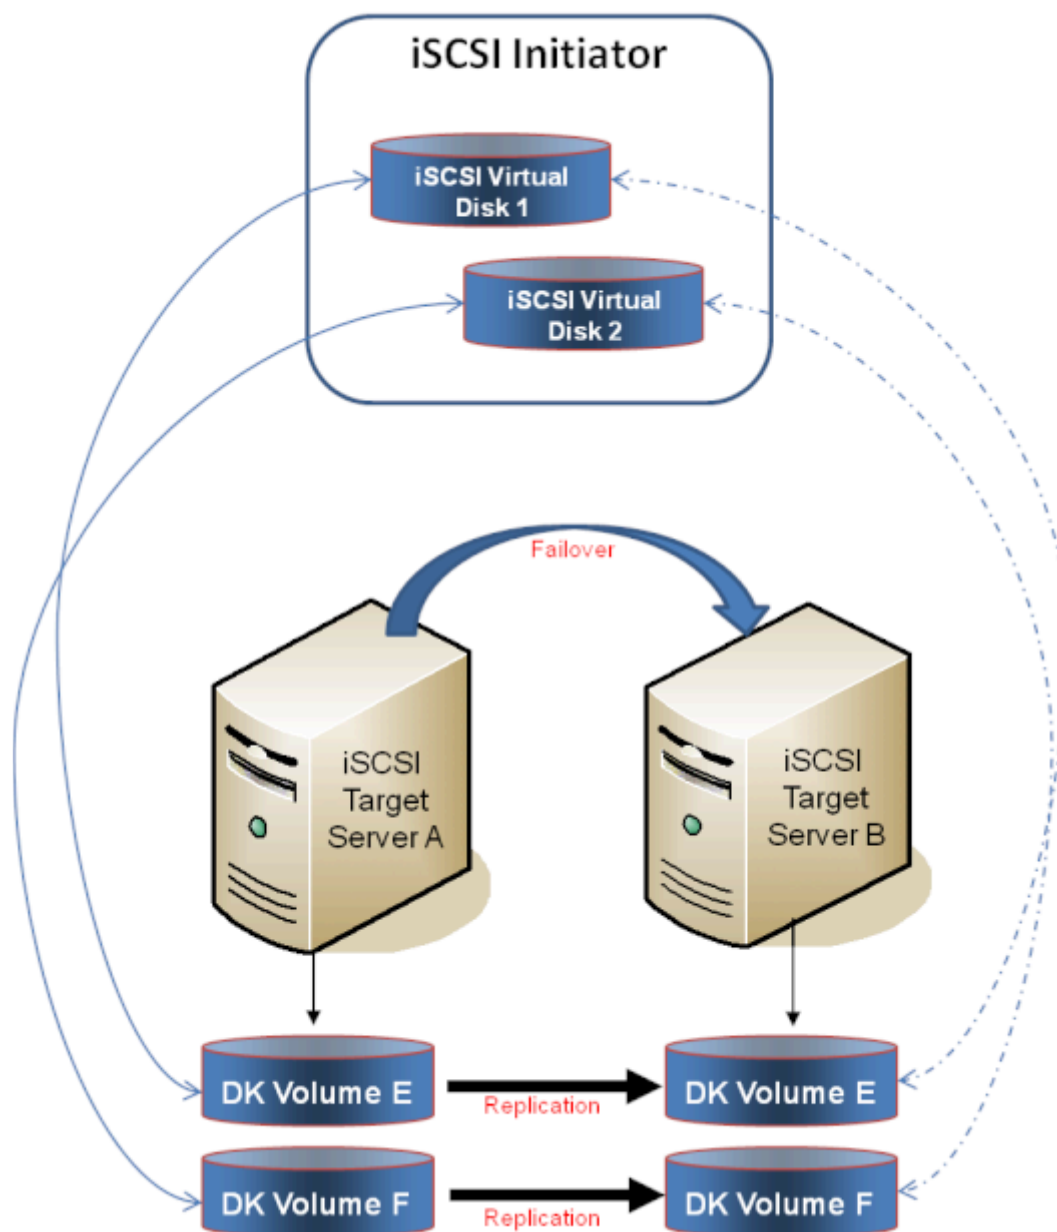 iSCSI Initiator
iSCSI Virtual
Disk 1
iSCSI Virtual
Disk 2
Failover
iSCSI
Target
Server A
iSCSI
Target
Server B
DK Volume E
Replication
DK Volume E
DK Volume F
Replication
DK Volume F